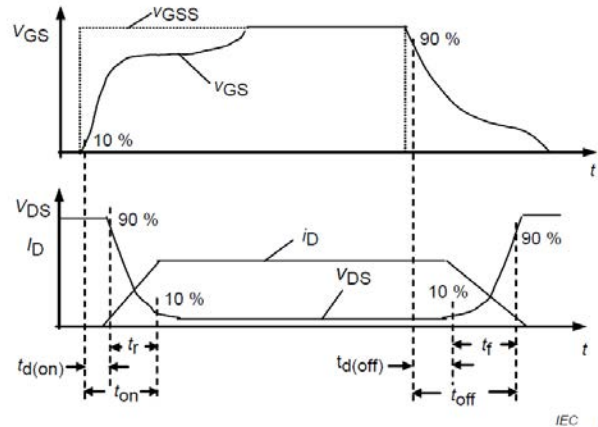 VGSS
VGS
90 %
vGS
10 %
t
VDS
ID
90 %
iD
90 %
10 %
VDS
10 %
tr
tf
t
td(on)
td(off)
ton
toff
IEC